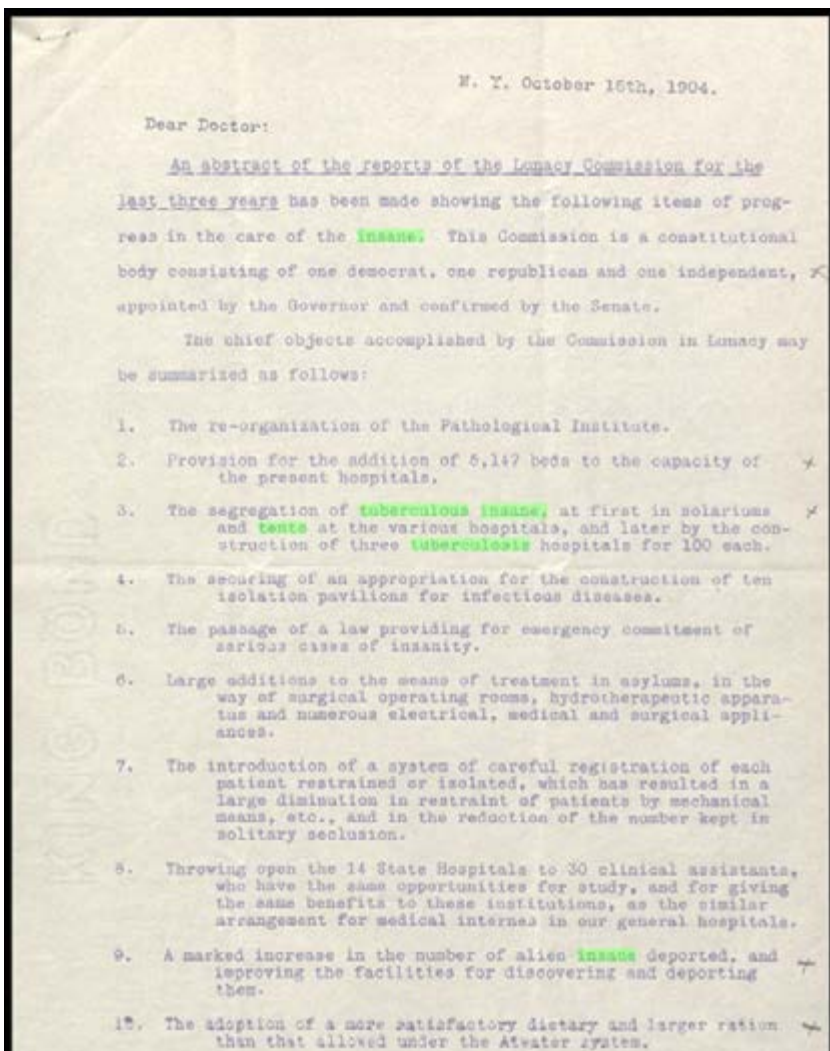 N. Y. October 15th, 1904.
Dear Doctor:
An abstract of the reports of the Lunacy Commission for the
last three years has been made showing the following items of prog-
ress in the care of the insane. This Commission is a constitutional
body consisting of one democrat, one republican and one independent,
appointed by the Governor and confirmed by the Senate.
The chief objects accomplished by the Commission in Lunacy may
be summarized as follows:
1. The re-organization of the Pathological Institute.
2. Provision for the addition of 5,147 beds to the capacity of
the present hospitals.
3. The segregation of tuberculous insane, at first in solariums
and tents at the various hospitals, and later by the con-
struction of three tuberculosis hospitals for 100 each.
4. The securing of an appropriation for the construction of ten
isolation pavilions for infectious diseases.
5. The passage of a law providing for emergency commitment of
serious cases of insanity.
6. Large additions to the means of treatment in asylums, in the
way of surgical operating rooms, hydrotherapeutic appara-
tus and numerous electrical, medical and surgical appli-
ances.
7. The introduction of a system of careful registration of each
patient restrained or isolated, which has resulted in a
large diminution in restraint of patients by mechanical
means, etc., and in the reduction of the number kept in
solitary seclusion.
8. Throwing open the 14 State Hospitals to 30 clinical assistants,
who have the same opportunities for study, and for giving
the same benefits to these institutions, as the similar
arrangement for medical internes in our general hospitals.
9. A marked increase in the number of alien insane deported, and
improving the facilities for discovering and deporting
them.
10. The adoption of a more satisfactory dietary and larger ration
than that allowed under the Atwater system.
KING BOND